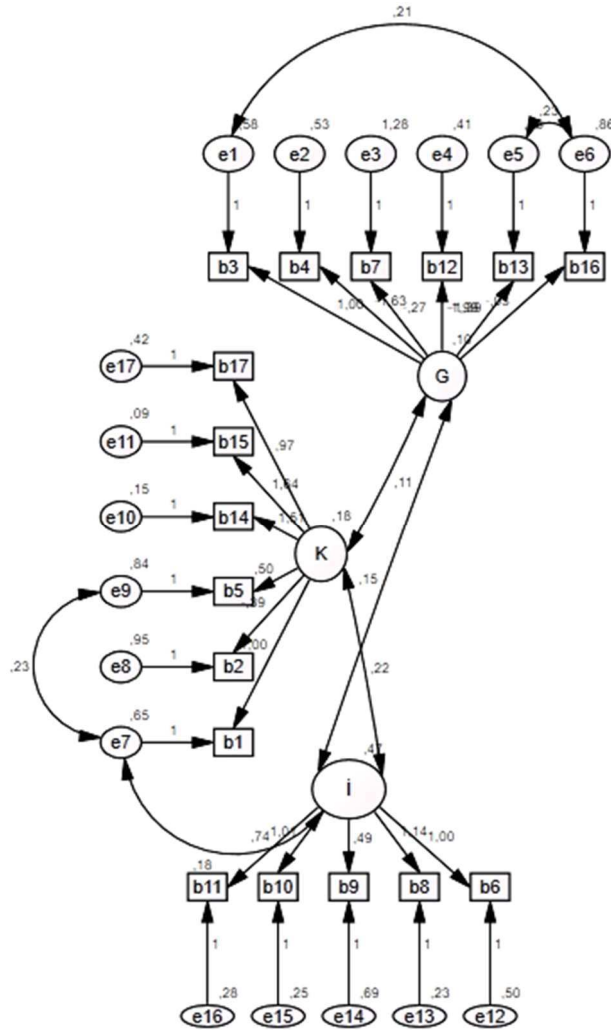 ,21
,58 ,53 1,28 ,41 ,23 ,86
e1 e2 e3 e4 e5 e6
1 1 1 1 1 1
b3 b4 b7 b12 b13 b16
1,00 -1,63 -,27
,10
G
,42
e17 1 b17
,09
e11 1 b15
,97
,11
,15 1,64
e10 1 b14
1,51 ,18
K
,84
e9 1 b5
,50 ,15
,95
e8 1 b2
,23 ,22
,65
e7 1 b1
,47
i
,74 ,49 1,14 1,00
,18
b11 b10 b9 b8 b6
1 1 1 1 1
,28 ,25 ,69 ,23 ,50
e16 e15 e14 e13 e12